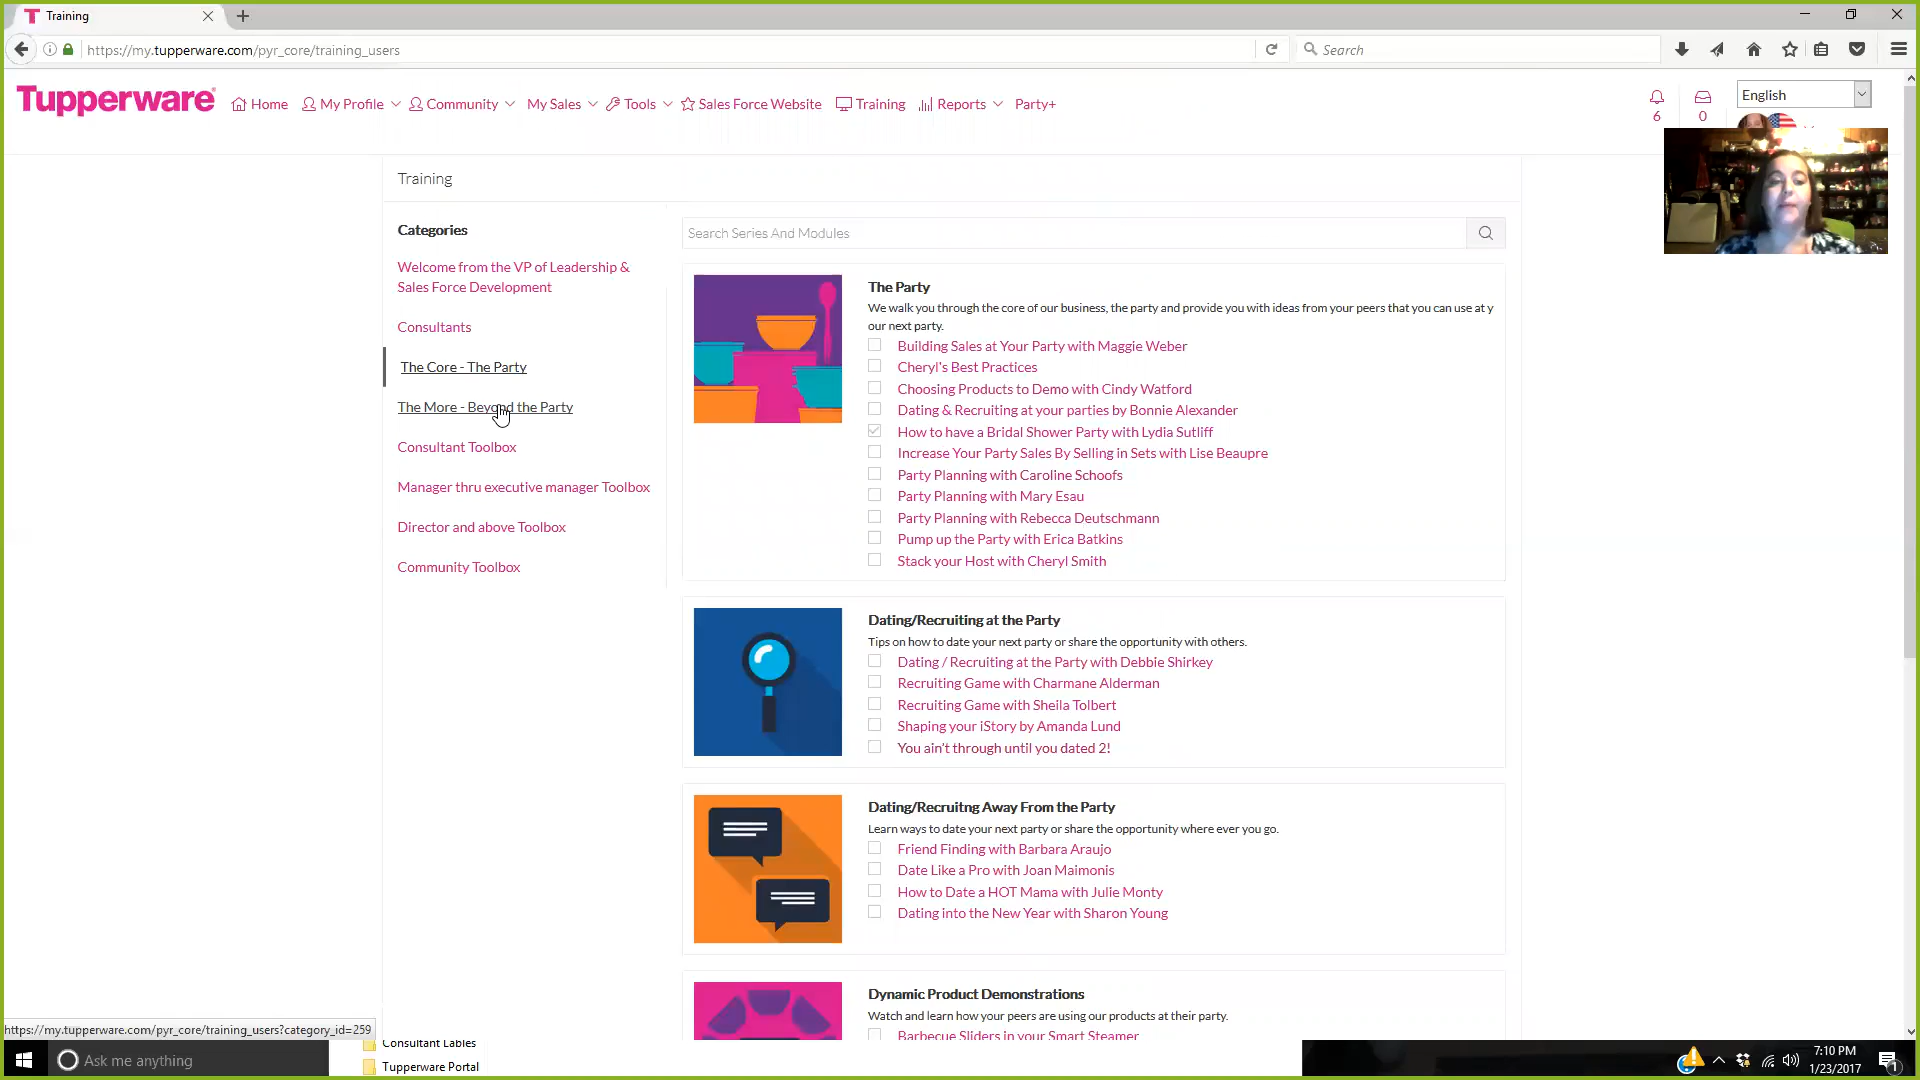 Training
https://my.tupperware.com/pyr_core/training_users
Search
Tupperware
Home
My Profile
Community
My Sales
Tools
Sales Force Website
Training
Reports
Party+
6
0
English
Training
Categories
Welcome from the VP of Leadership &
Sales Force Development
Consultants
The Core - The Party
The More - Beyond the Party
Consultant Toolbox
Manager thru executive manager Toolbox
Director and above Toolbox
Community Toolbox
Search Series And Modules
The Party
We walk you through the core of our business, the party and provide you with ideas from your peers that you can use at y
our next party.
Building Sales at Your Party with Maggie Weber
Cheryl's Best Practices
Choosing Products to Demo with Cindy Watford
Dating & Recruiting at your parties by Bonnie Alexander
How to have a Bridal Shower Party with Lydia Sutliff
Increase Your Party Sales By Selling in Sets with Lise Beaupre
Party Planning with Caroline Schoofs
Party Planning with Mary Esau
Party Planning with Rebecca Deutschmann
Pump up the Party with Erica Batkins
Stack your Host with Cheryl Smith
Dating/Recruiting at the Party
Tips on how to date your next party or share the opportunity with others.
Dating / Recruiting at the Party with Debbie Shirkey
Recruiting Game with Charmane Alderman
Recruiting Game with Sheila Tolbert
Shaping your iStory by Amanda Lund
You ain't through until you dated 2!
Dating/Recruitng Away From the Party
Learn ways to date your next party or share the opportunity where ever you go.
Friend Finding with Barbara Araujo
Date Like a Pro with Joan Maimonis
How to Date a HOT Mama with Julie Monty
Dating into the New Year with Sharon Young
Dynamic Product Demonstrations
Watch and learn how your peers are using our products at their party.
Barbecue Sliders in your Smart Steamer
https://my.tupperware.com/pyr_core/training_users?category_id=259
Consultant Lables
Tupperware Portal
Ask me anything
7:10 PM
1/23/2017
1